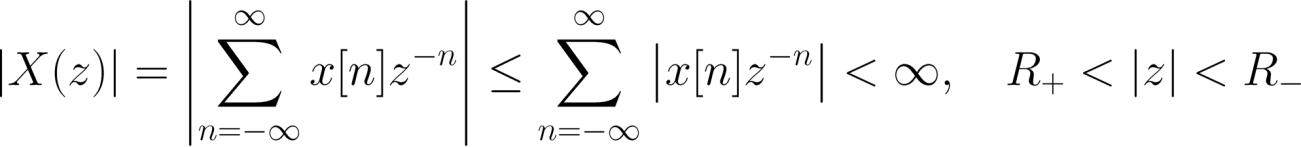 |X(z)| = \left| \sum_{n=-\infty}^{\infty} x[n]z^{-n} \right| \leq \sum_{n=-\infty}^{\infty} \left| x[n]z^{-n} \right| < \infty, \quad R_+ < |z| < R_-